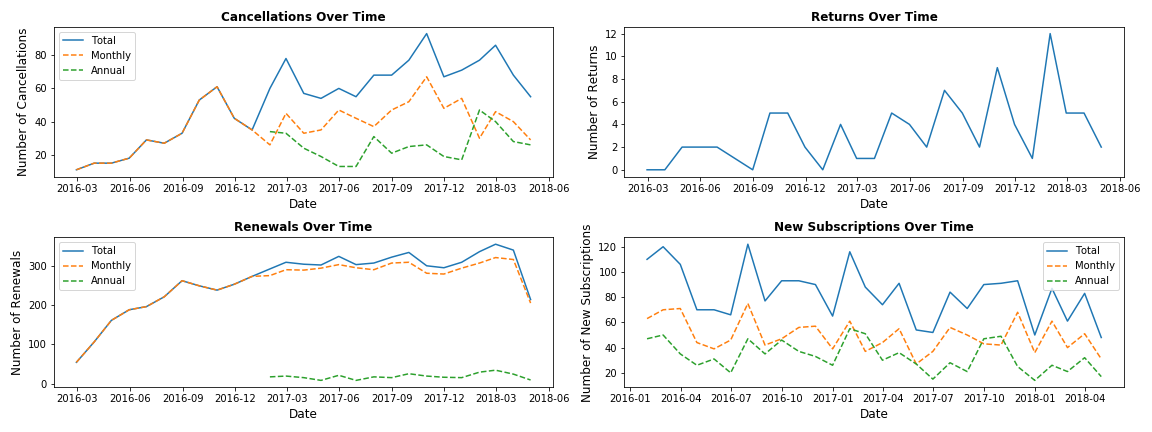 Cancellations Over Time
Number of Cancellations
80
60
40
20
Total
Monthly
Annual
2016-03 2016-06 2016-09 2016-12 2017-03 2017-06 2017-09 2017-12 2018-03 2018-06
Date
Returns Over Time
Number of Returns
12
10
8
6
4
2
0
2016-03 2016-06 2016-09 2016-12 2017-03 2017-06 2017-09 2017-12 2018-03 2018-06
Date
Renewals Over Time
Number of Renewals
300
200
100
0
Total
Monthly
Annual
2016-03 2016-06 2016-09 2016-12 2017-03 2017-06 2017-09 2017-12 2018-03 2018-06
Date
New Subscriptions Over Time
Number of New Subscriptions
120
100
80
60
40
20
Total
Monthly
Annual
2016-01 2016-04 2016-07 2016-10 2017-01 2017-04 2017-07 2017-10 2018-01 2018-04
Date